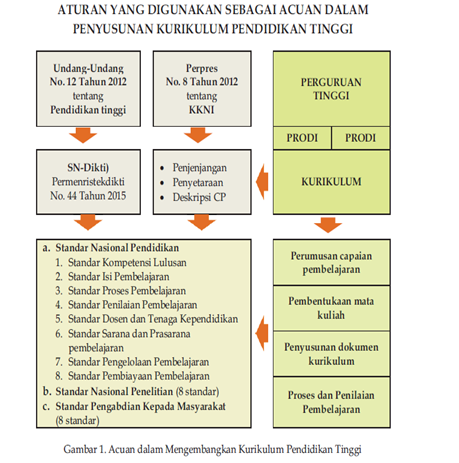 ATURAN YANG DIGUNAKAN SEBAGAI ACUAN DALAM
PENYUSUNAN KURIKULUM PENDIDIKAN TINGGI
Undang-Undang
No. 12 Tahun 2012
tentang
Pendidikan tinggi
Perpres
No. 8 Tahun 2012
tentang
KKNI
PERGURUAN
TINGGI
PRODI
PRODI
SN-Dikti)
Permenristekdikti
No. 44 Tahun 2015
• Penjenjangan
• Penyetaraan
• Deskripsi CP
KURIKULUM
a. Standar Nasional Pendidikan
1. Standar Kompetensi Lulusan
2. Standar Isi Pembelajaran
3. Standar Proses Pembelajaran
4. Standar Penilaian Pembelajaran
5. Standar Dosen dan Tenaga Kependidikan
6. Standar Sarana dan Prasarana
pembelajaran
7. Standar Pengelolaan Pembelajaran
8. Standar Pembiayaan Pembelajaran
b. Standar Nasional Penelitian (8 standar)
c. Standar Pengabdian Kepada Masyarakat
(8 standar)
Perumusan capaian
pembelajaran
Pembentukaan mata
kuliah
Penyusunan dokumen
kurikulum
Proses dan Penilaian
Pembelajaran
Gambar 1. Acuan dalam Mengembangkan Kurikulum Pendidikan Tinggi